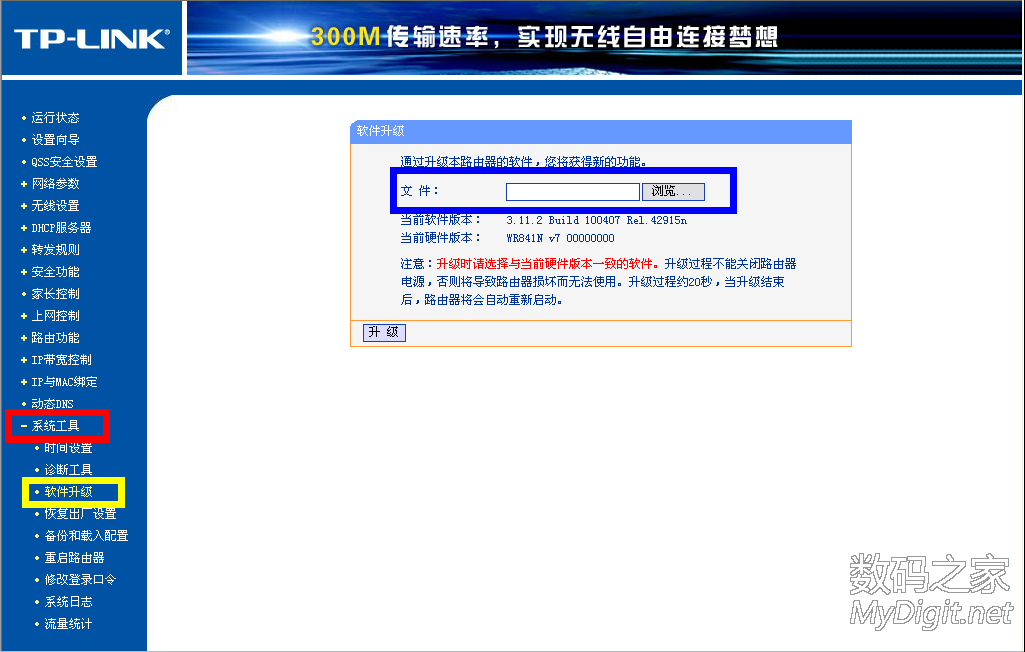 TP-LINK®
300M传输速率，实现无线自由连接梦想
运行状态
设置向导
QSS安全设置
+ 网络参数
+ 无线设置
+ DHCP服务器
+ 转发规则
+ 安全功能
+ 家长控制
+ 上网控制
+ 路由功能
+ IP带宽控制
+ IP与MAC绑定
动态DNS
- 系统工具
时间设置
诊断工具
软件升级
恢复出厂设置
备份和载入配置
重启路由器
修改登录口令
系统日志
流量统计
软件升级
通过升级本路由器的软件，您将获得新的功能。
文 件： 浏览...
当前软件版本： 3.11.2 Build 100407 Rel.42915n
当前硬件版本： WR841N v7 00000000
注意：升级时请选择与当前硬件版本一致的软件。升级过程不能关闭路由器
电源，否则将导致路由器损坏而无法使用。升级过程约20秒，当升级结束
后，路由器将会自动重新启动。
升 级
数码之家
MyDigit.net